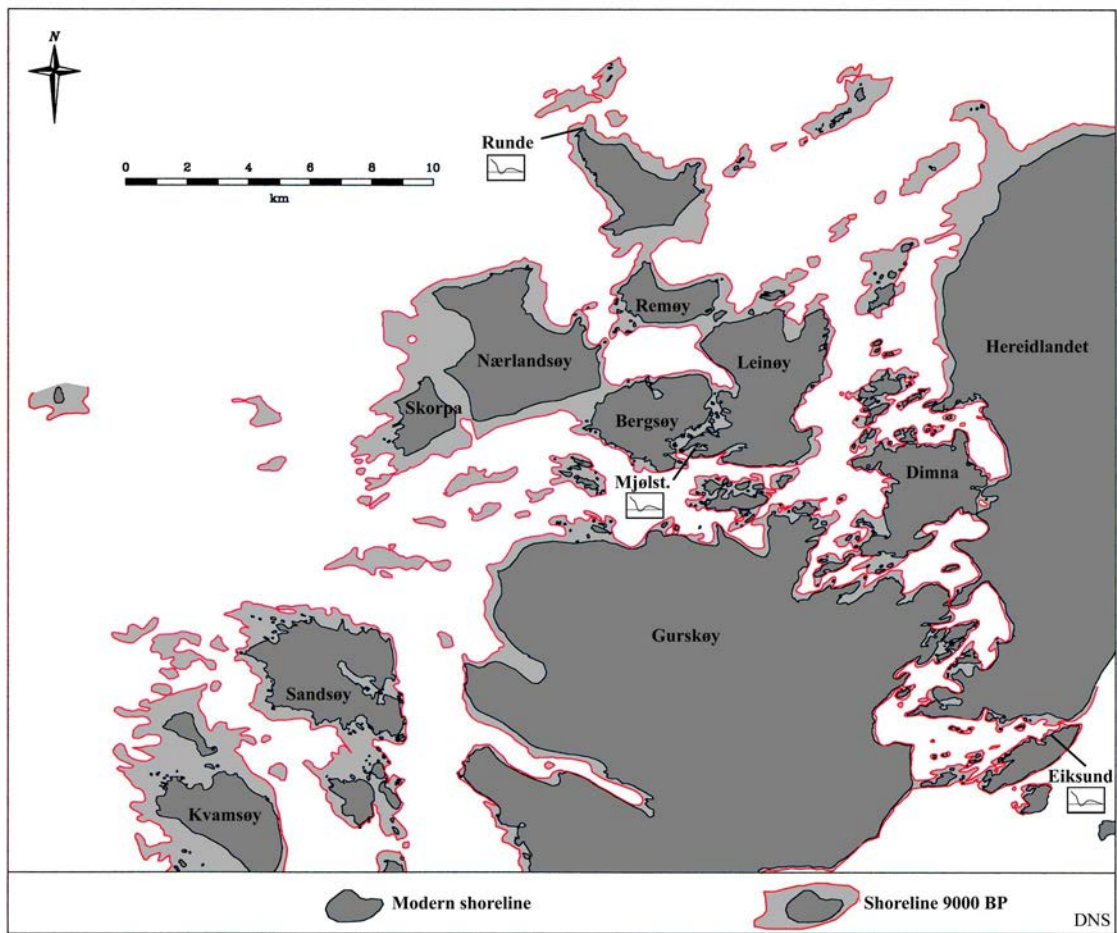 N
Runde
0 2 4 6 8 10
km
Remøy
Nærlandsøy
Leinøy
Hereidlandet
Skorpa
Bergsøy
Dimna
Mjølst.
Gurskøy
Sandsøy
Eiksund
Kvamsøy
Modern shoreline
Shoreline 9000 BP
DNS